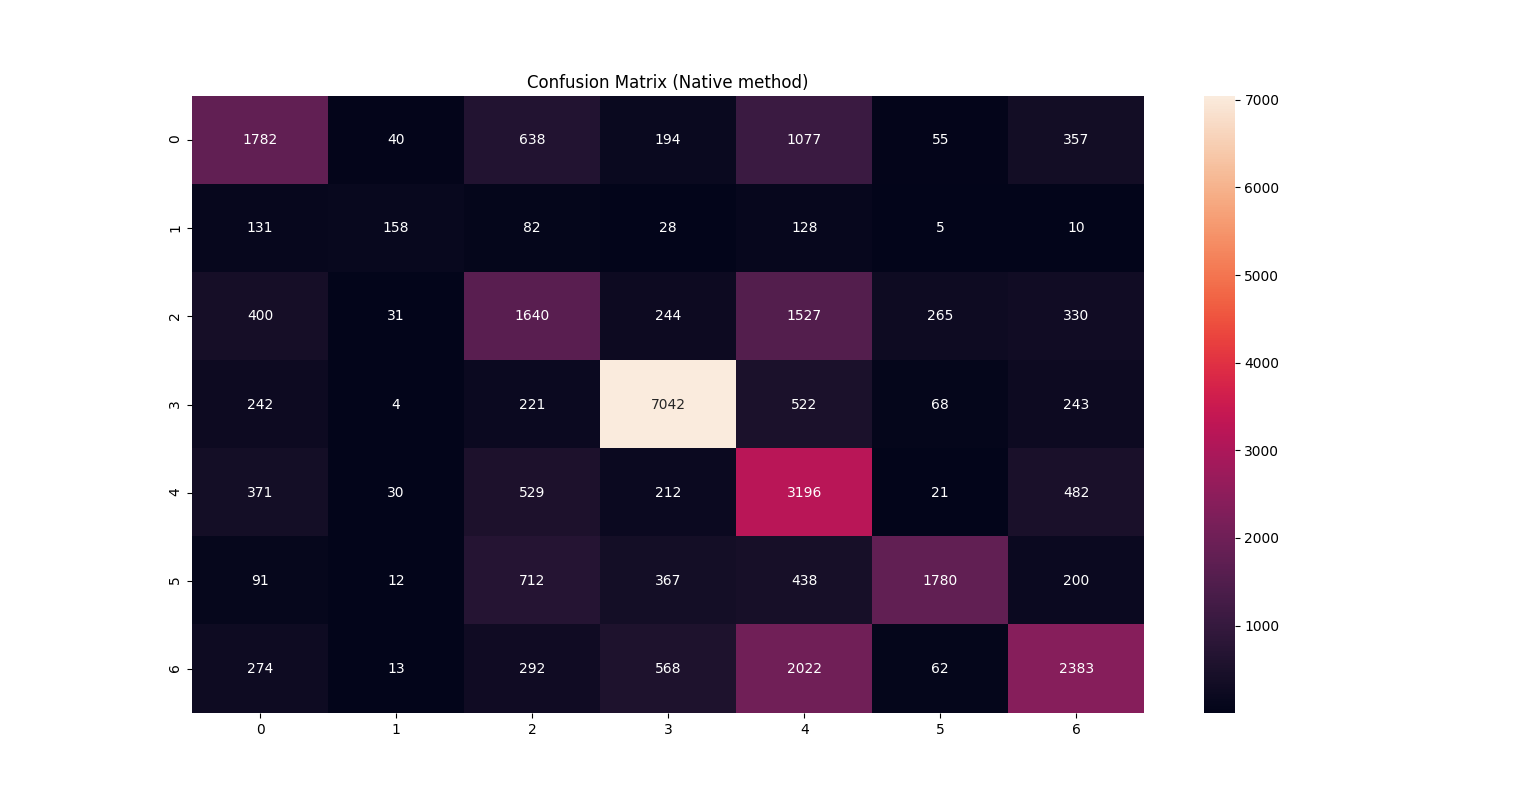 Confusion Matrix (Native method)
0 1782 40 638 194 1077 55 357
1 131 158 82 28 128 5 10
2 400 31 1640 244 1527 265 330
3 242 4 221 7042 522 68 243
4 371 30 529 212 3196 21 482
5 91 12 712 367 438 1780 200
6 274 13 292 568 2022 62 2383
0 1 2 3 4 5 6
7000
6000
5000
4000
3000
2000
1000